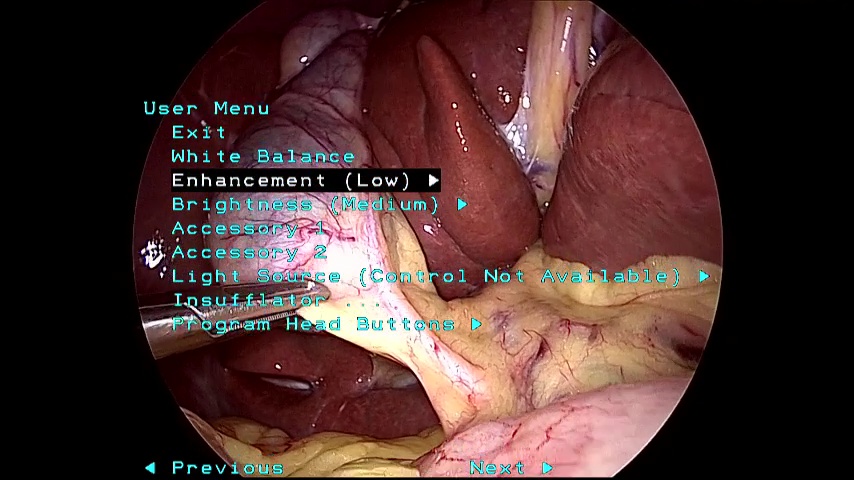 User Menu
Exit
White Balance
Enhancement (Low) ▶
Brightness (Medium) ▶
Accessory 1
Accessory 2
Light Source (Control Not Available) ▶
Insufflator ...
Program Head Buttons ▶
◀ Previous
Next ▶